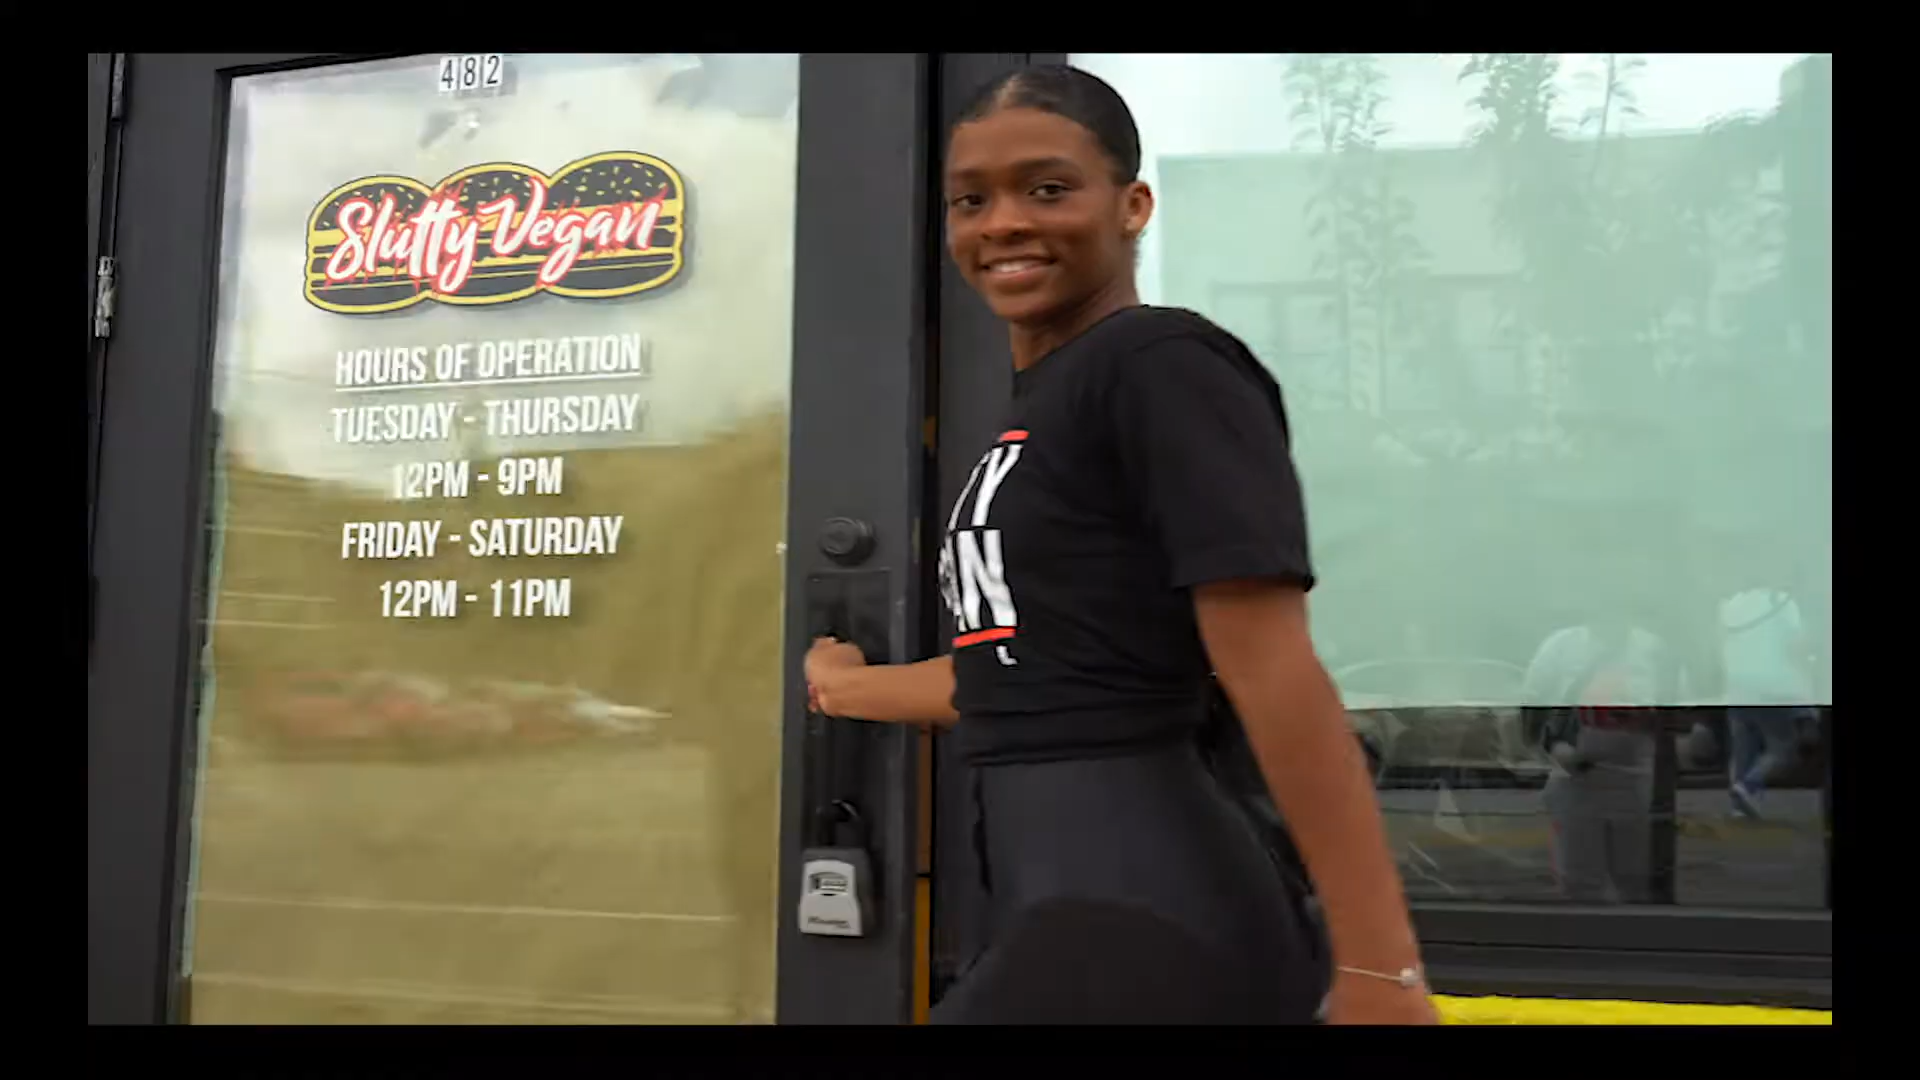 482
Slutty Vegan
HOURS OF OPERATION
TUESDAY - THURSDAY
12PM - 9PM
FRIDAY - SATURDAY
12PM - 11PM